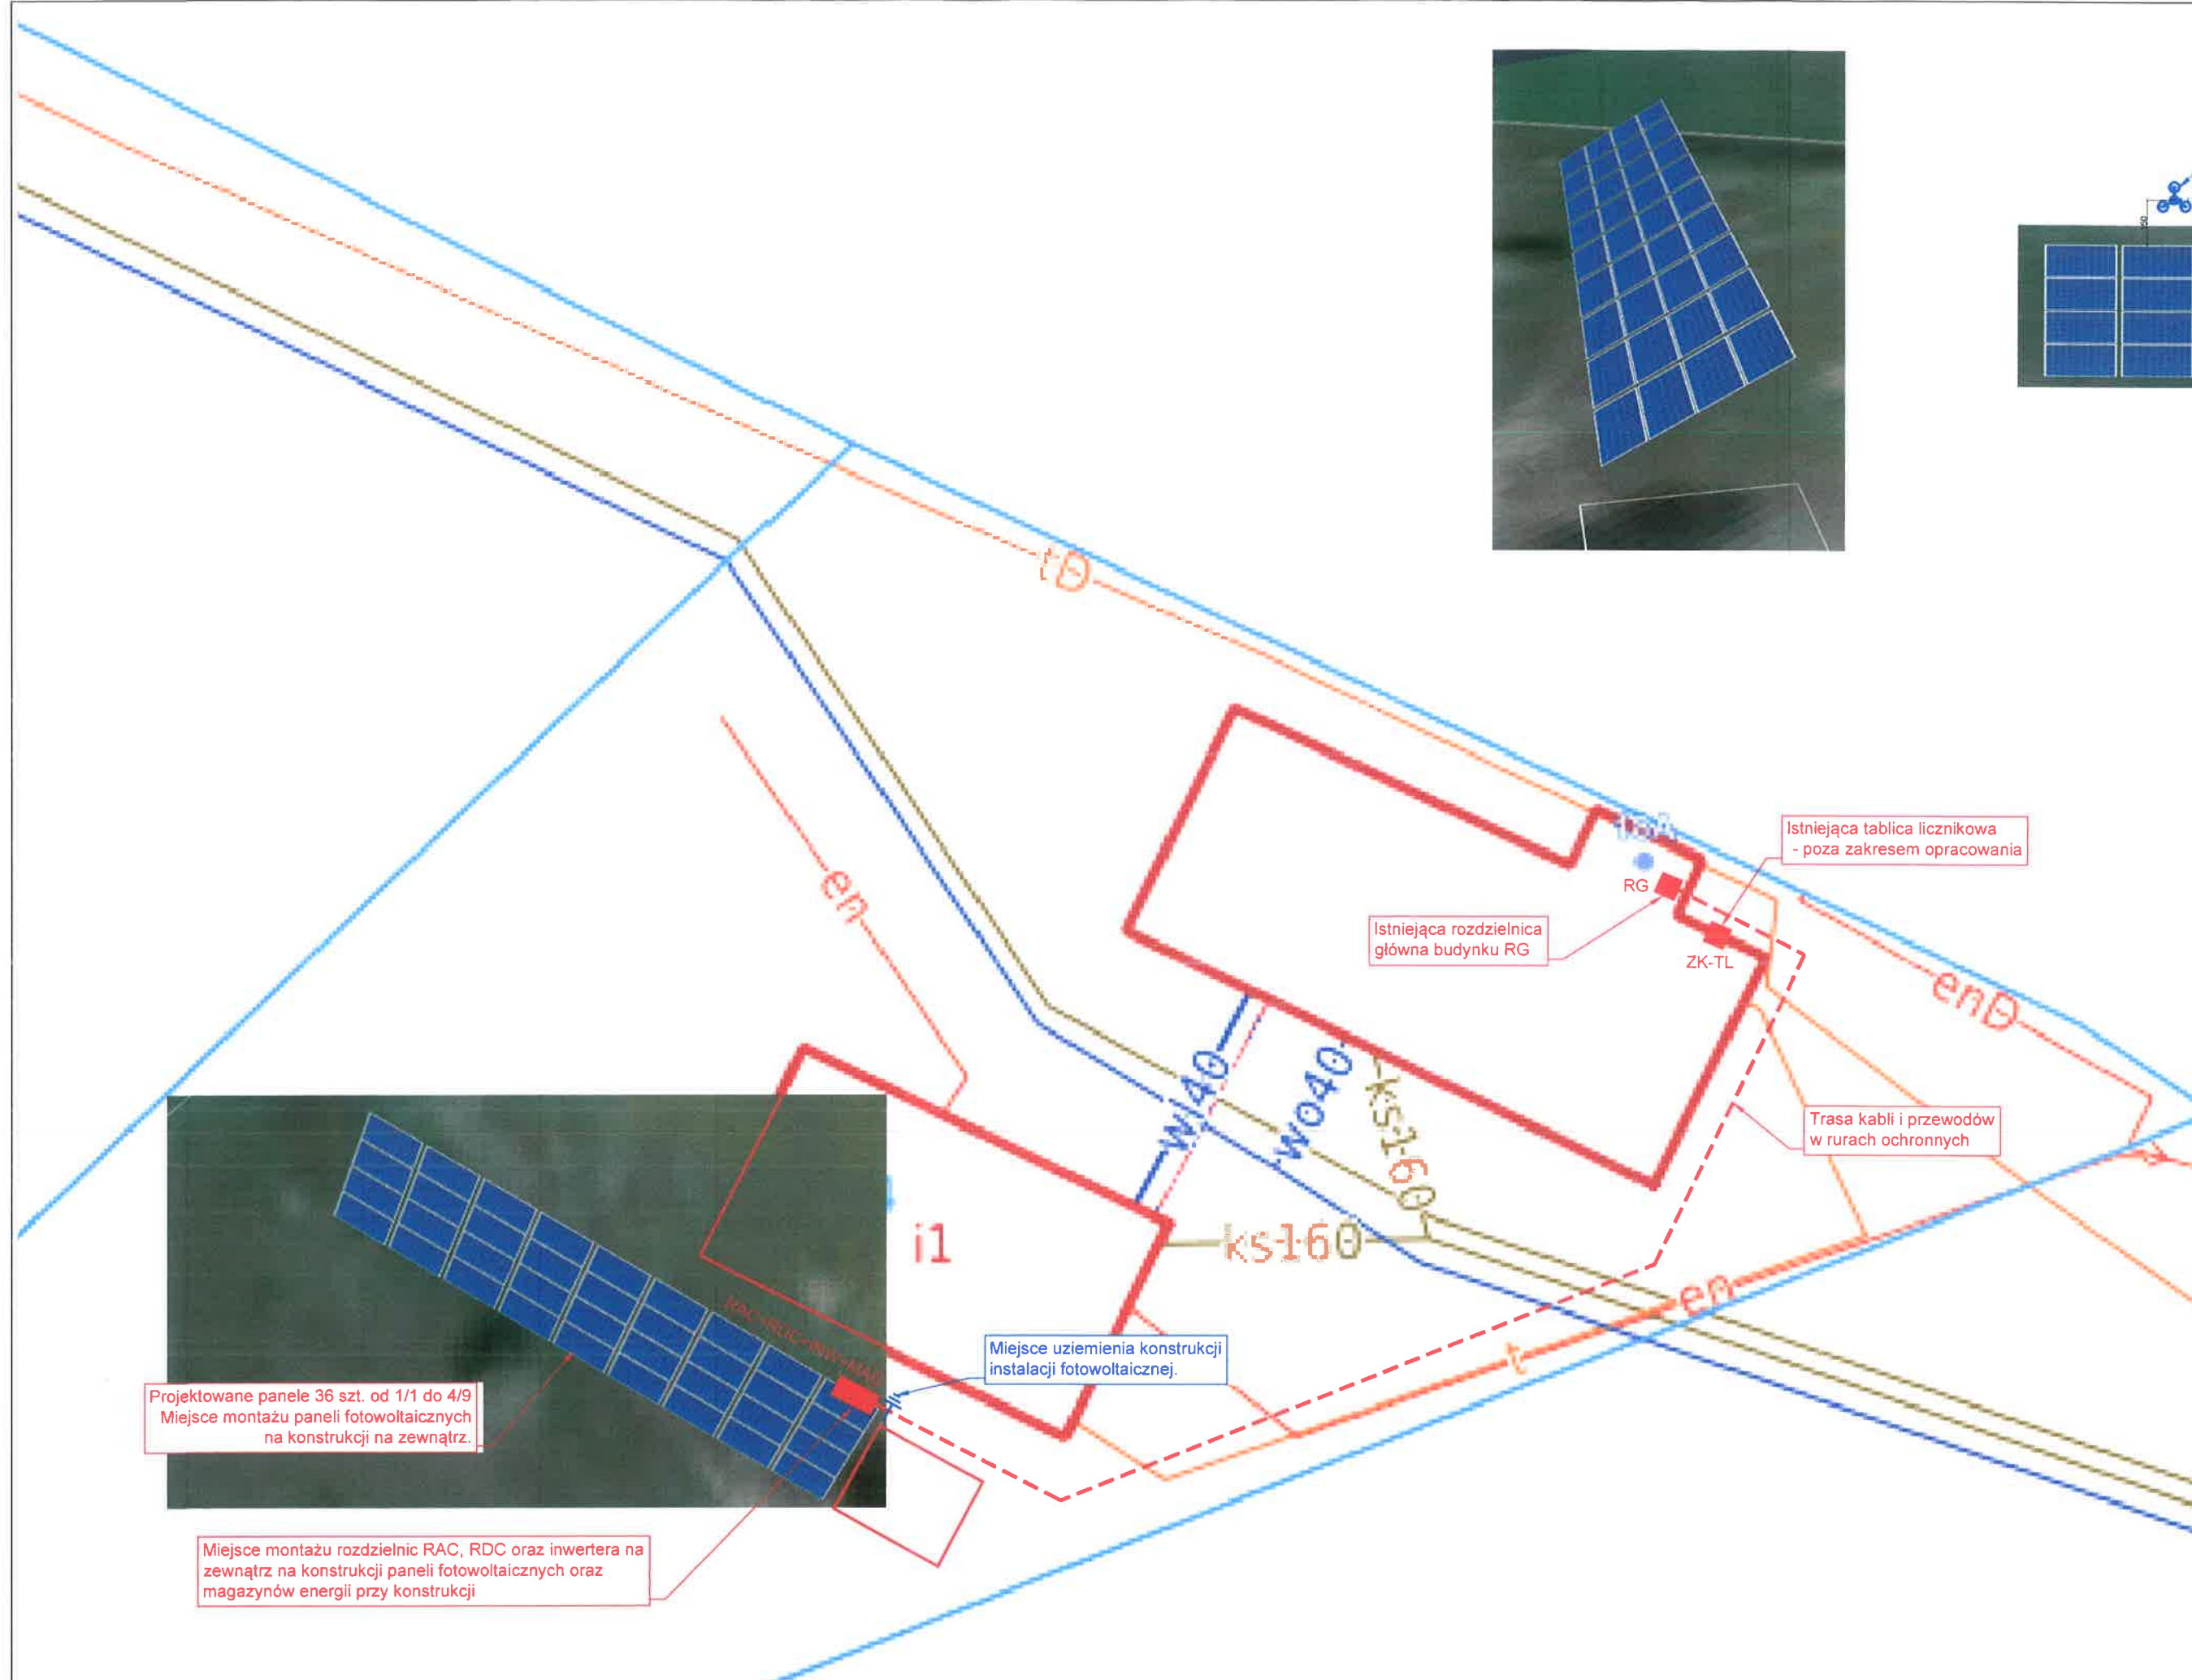 150
tD
Istniejąca tablica licznikowa
- poza zakresem opracowania
RG
en
Istniejąca rozdzielnica
główna budynku RG
ZK-TL
enD
wl40
wo40
ks160
Trasa kabli i przewodów
w rurach ochronnych
i1
ks160
en
RAC+RDC+INW+MAG
t
Miejsce uziemienia konstrukcji
instalacji fotowoltaicznej.
Projektowane panele 36 szt. od 1/1 do 4/9
Miejsce montażu paneli fotowoltaicznych
na konstrukcji na zewnątrz.
Miejsce montażu rozdzielnic RAC, RDC oraz inwertera na
zewnątrz na konstrukcji paneli fotowoltaicznych oraz
magazynów energii przy konstrukcji